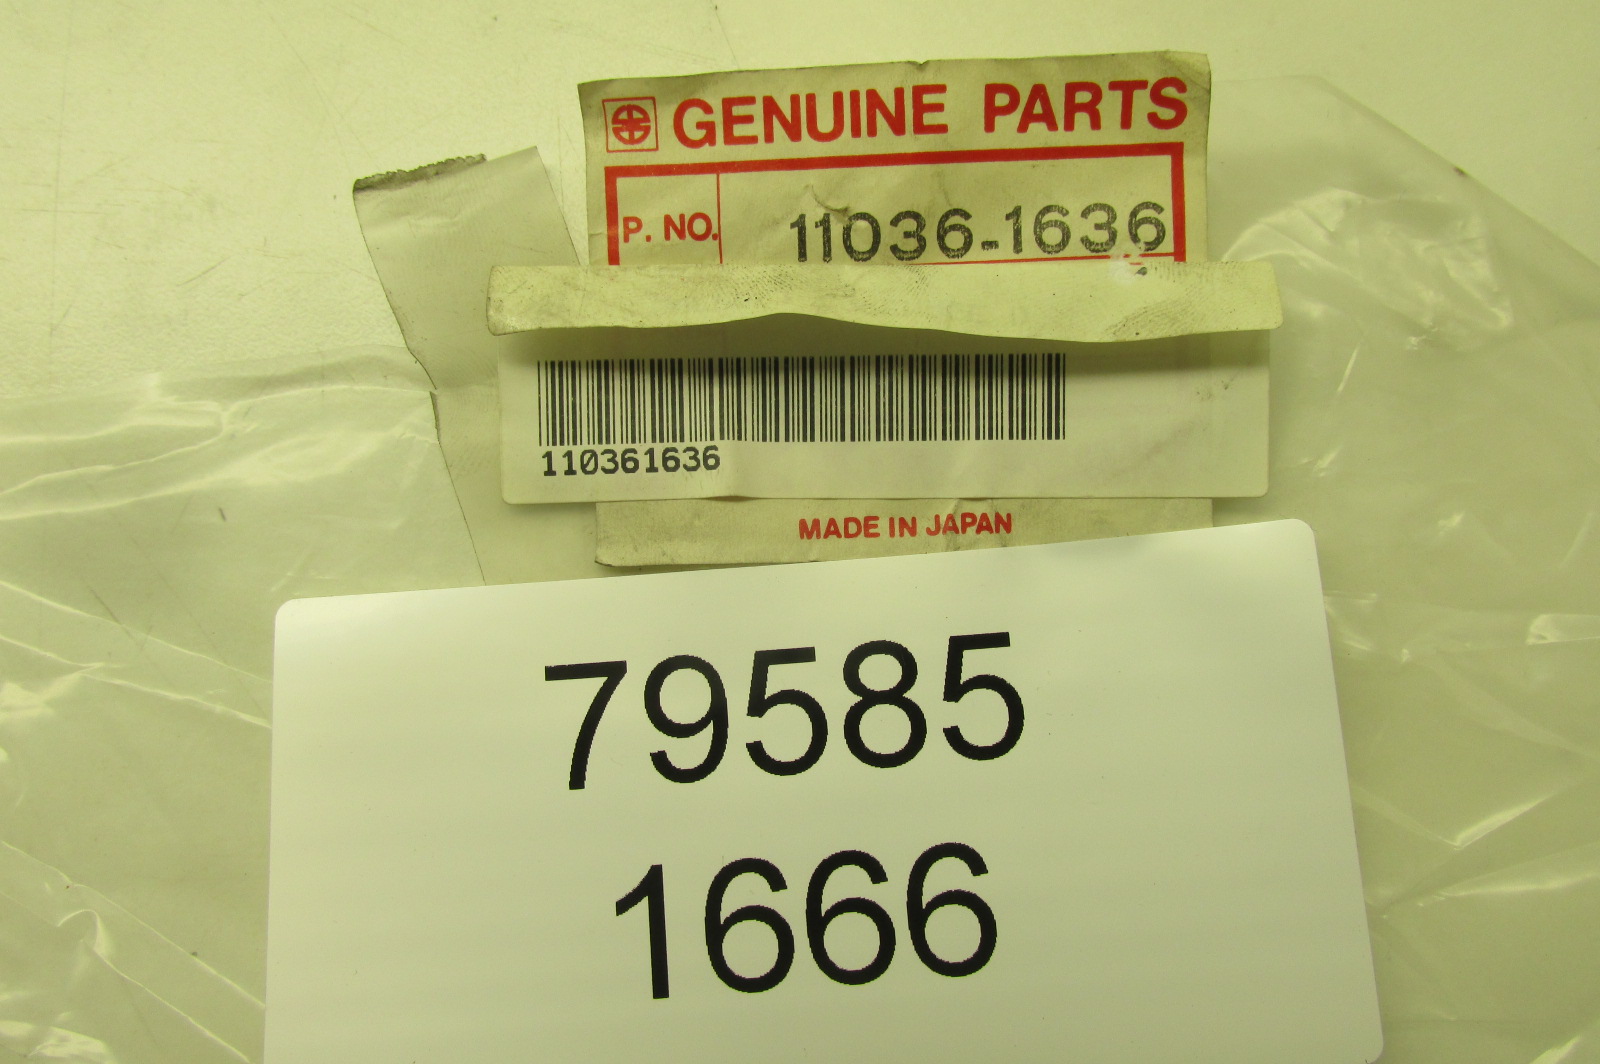 GENUINE PARTS
P. NO. 11036-1636
110361636
MADE IN JAPAN
79585
1666